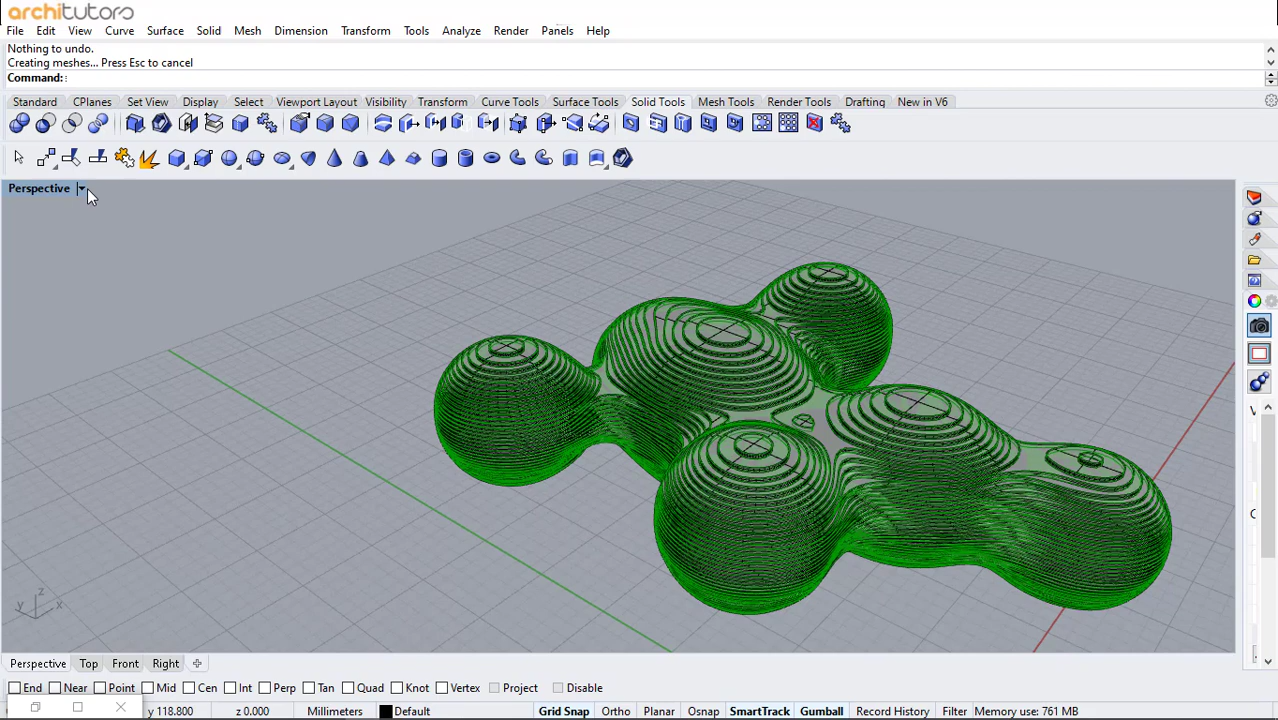 architutors
File Edit View Curve Surface Solid Mesh Dimension Transform Tools Analyze Render Panels Help
Nothing to undo.
Creating meshes... Press Esc to cancel
Command:
Standard CPlanes Set View Display Select Viewport Layout Visibility Transform Curve Tools Surface Tools Solid Tools Mesh Tools Render Tools Drafting New in V6
Perspective
z
y x
Perspective Top Front Right
End Near Point Mid Cen Int Perp Tan Quad Knot Vertex Project Disable
y 118.800 z 0.000 Millimeters Default Grid Snap Ortho Planar Osnap SmartTrack Gumball Record History Filter Memory use: 761 MB